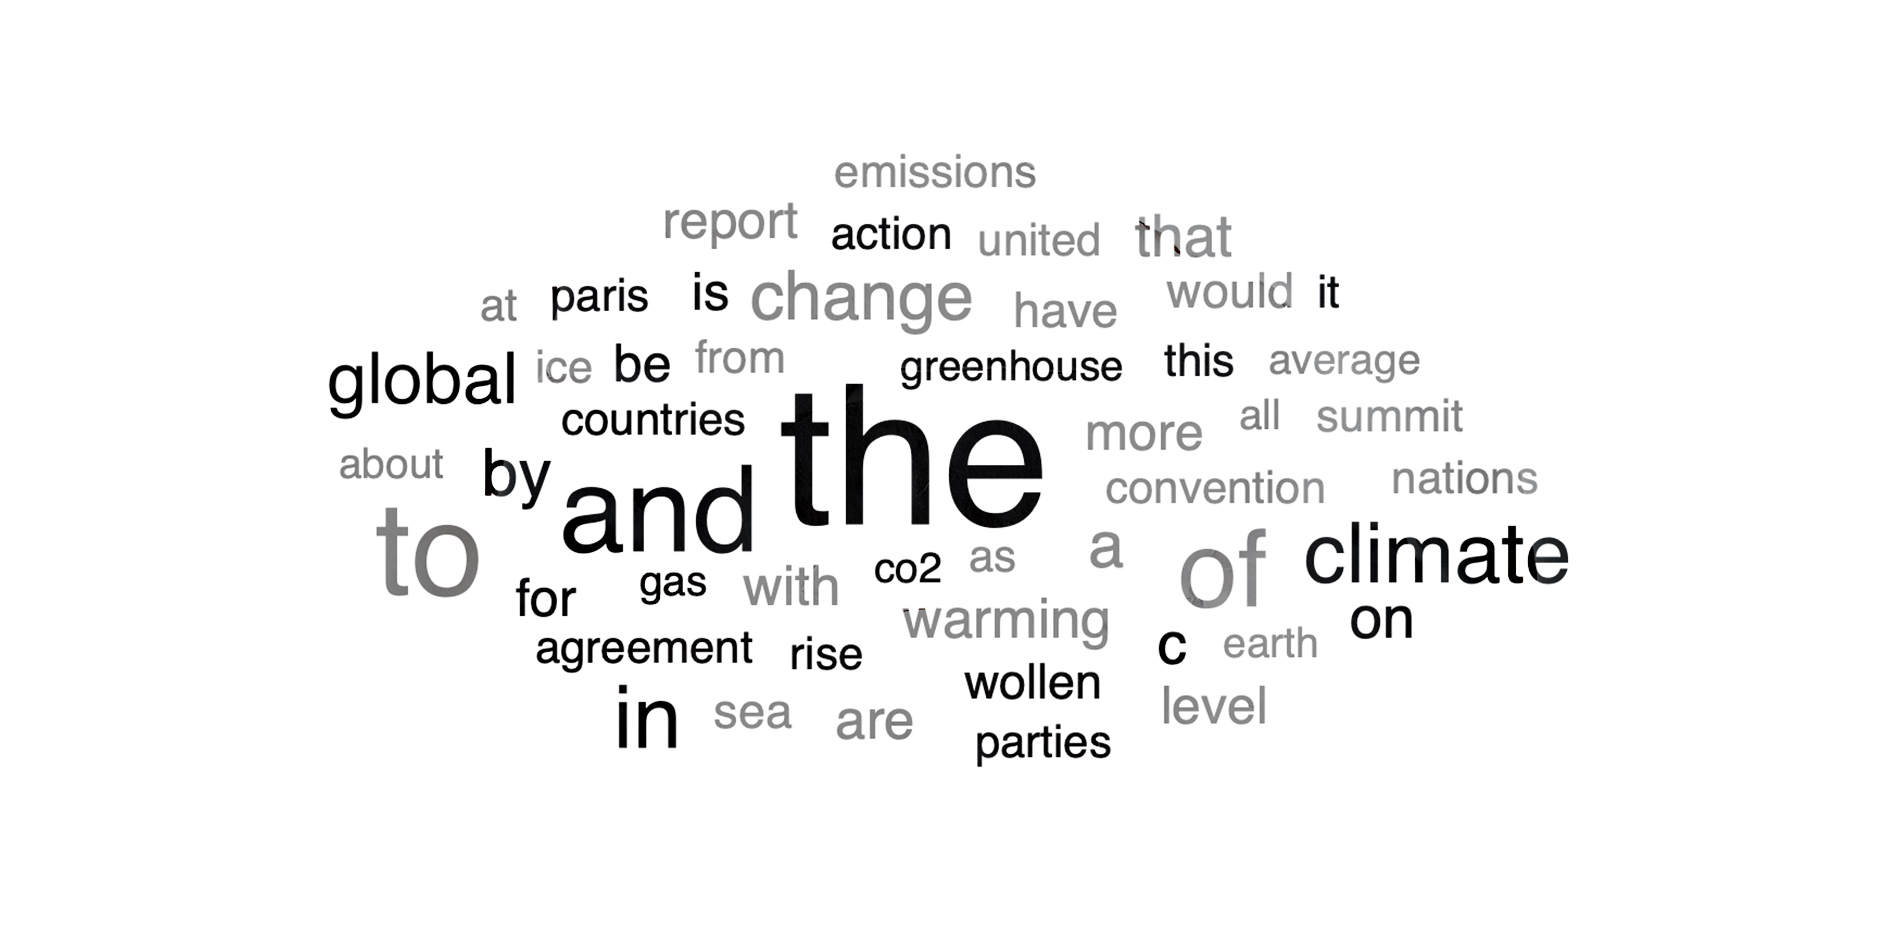 emissions
report action united that
at paris is change have would it
global ice be from greenhouse this average
countries the more all summit
about by and convention nations
to for gas with co2 as a of climate
agreement rise warming c earth on
in sea are wollen level
parties